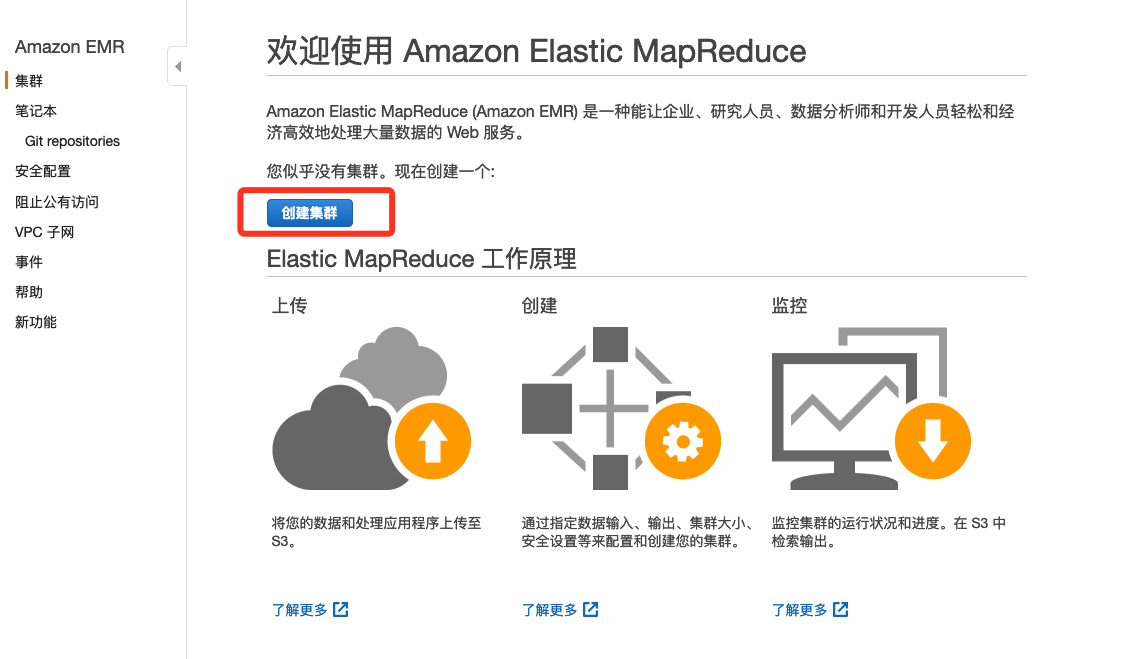 Amazon EMR
集群
笔记本
Git repositories
安全配置
阻止公有访问
VPC 子网
事件
帮助
新功能
欢迎使用 Amazon Elastic MapReduce
Amazon Elastic MapReduce (Amazon EMR) 是一种能让企业、研究人员、数据分析师和开发人员轻松和经
济高效地处理大量数据的 Web 服务。
您似乎没有集群。现在创建一个:
创建集群
Elastic MapReduce 工作原理
上传
将您的数据和处理应用程序上传至
S3。
了解更多
创建
通过指定数据输入、输出、集群大小、
安全设置等来配置和创建您的集群。
了解更多
监控
监控集群的运行状况和进度。在 S3 中
检索输出。
了解更多